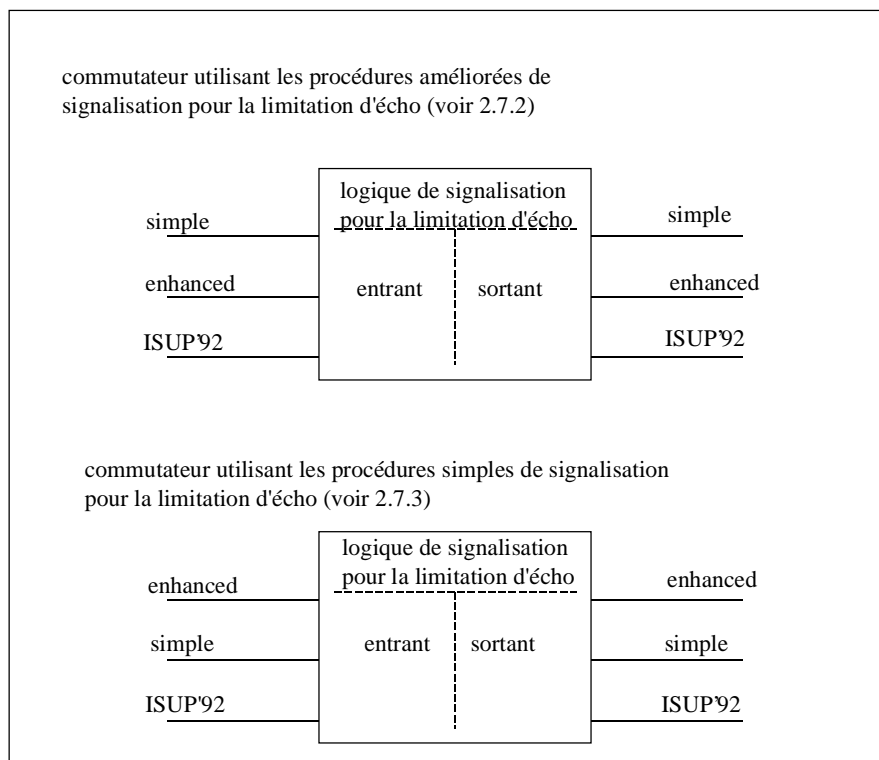 commutateur utilisant les procédures améliorées de
signalisation pour la limitation d'écho (voir 2.7.2)
logique de signalisation
pour la limitation d'écho
simple
simple
enhanced
entrant
sortant
enhanced
ISUP'92
ISUP'92
commutateur utilisant les procédures simples de signalisation
pour la limitation d'écho (voir 2.7.3)
logique de signalisation
pour la limitation d'écho
enhanced
enhanced
simple
entrant
sortant
simple
ISUP'92
ISUP'92